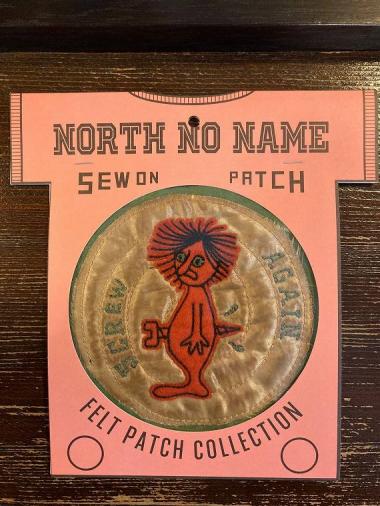 NORTH NO NAME
SEW ON PATCH
SCREW AGAIN
FELT PATCH COLLECTION